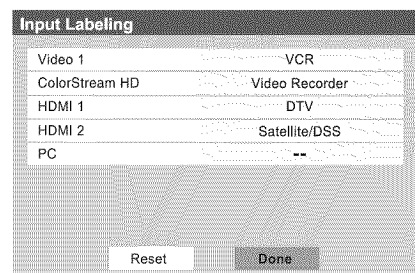 Input Labeling
Video 1 VCR
ColorStream HD Video Recorder
HDMI 1 DTV
HDMI 2 Satellite/DSS
PC --
Reset Done